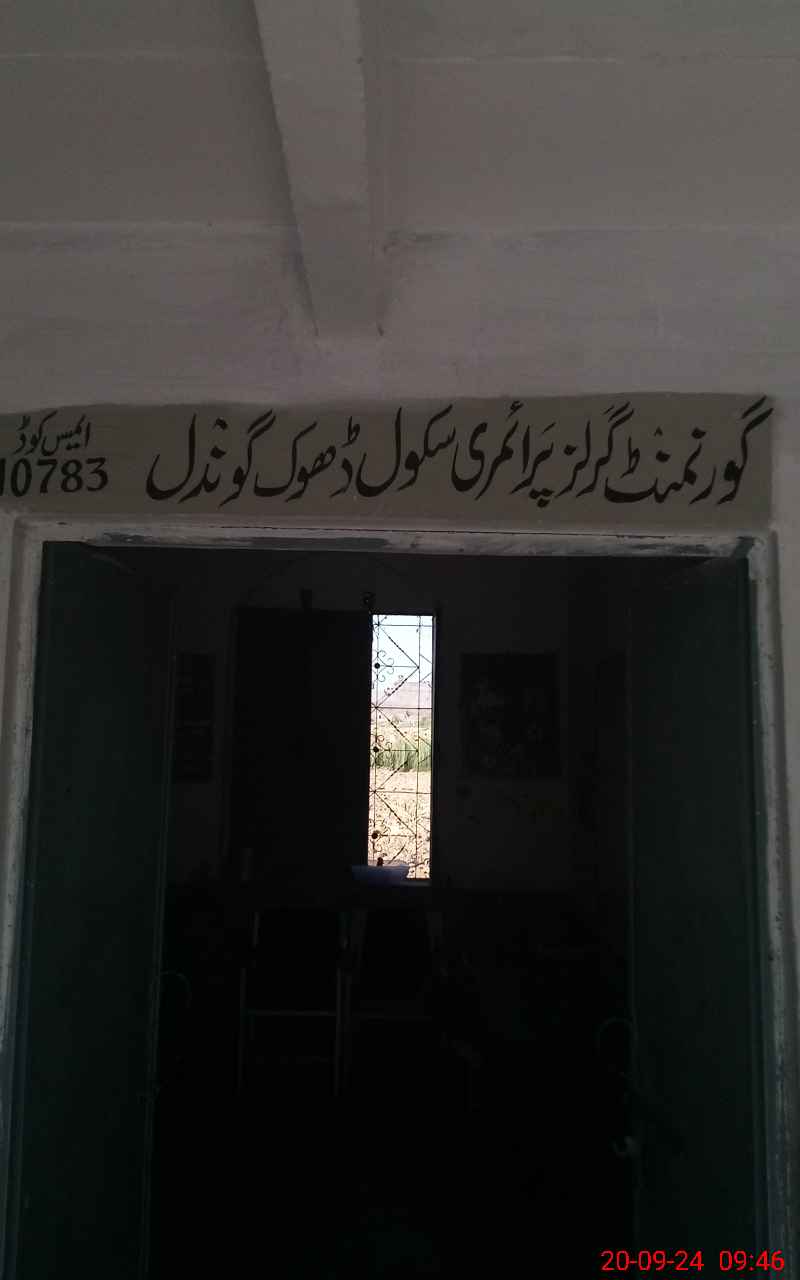 گورنمنٹ گرلز پرائمری سکول ڈھوک گوندل
ایمیس کوڈ
10783
20-09-24 09:46